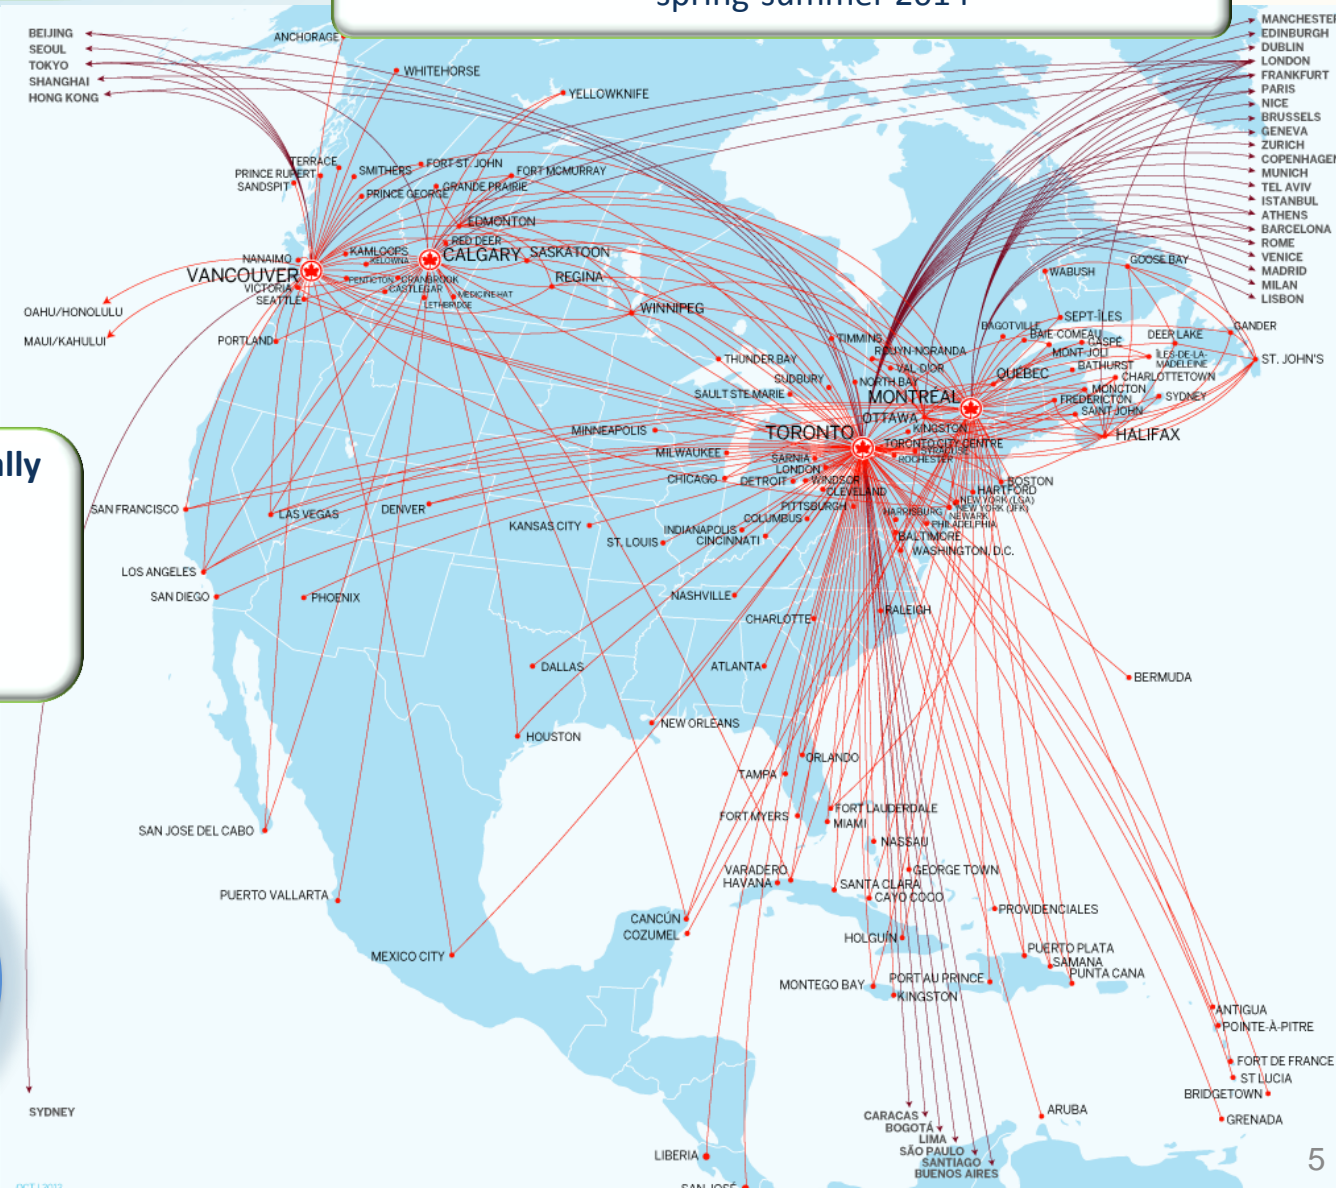 spring-summer 2014
BEIJING
SEOUL
TOKYO
SHANGHAI
HONG KONG
ANCHORAGE
WHITEHORSE
YELLOWKNIFE
MANCHESTER
EDINBURGH
DUBLIN
LONDON
FRANKFURT
PARIS
NICE
BRUSSELS
GENEVA
ZURICH
COPENHAGEN
MUNICH
TEL AVIV
ISTANBUL
ATHENS
BARCELONA
ROME
VENICE
MADRID
MILAN
LISBON
TERRACE
PRINCE RUPERT
SANDSPIT
SMITHERS
FORT ST. JOHN
FORT MCMURRAY
PRINCE GEORGE
GRANDE PRAIRIE
EDMONTON
RED DEER
NANAIMO
KAMLOOPS
KELOWNA
CALGARY
SASKATOON
VANCOUVER
VICTORIA
SEATTLE
PENTICTON
CRANBROOK
CASTLEGAR
LETHBRIDGE
MEDICINE HAT
REGINA
WINNIPEG
OAHU/HONOLULU
MAUI/KAHULUI
PORTLAND
WABUSH
GOOSE BAY
SEPT-ÎLES
BAGOTVILLE
BAIE-COMEAU
GASPÉ
MONT-JOLI
DEER LAKE
GANDER
ST. JOHN'S
ÎLES-DE-LA-
MADELEINE
BATHURST
CHARLOTTETOWN
MONCTON
FREDERICTON
SYDNEY
SAINT JOHN
HALIFAX
TIMMINS
ROUYN-NORANDA
VAL D'OR
THUNDER BAY
SUDBURY
NORTH BAY
SAULT STE MARIE
QUÉBEC
MONTRÉAL
OTTAWA
KINGSTON
TORONTO
TORONTO CITY CENTRE
SYRACUSE
ROCHESTER
MINNEAPOLIS
MILWAUKEE
SARNIA
LONDON
CHICAGO
DETROIT
WINDSOR
CLEVELAND
BOSTON
HARTFORD
NEW YORK (LGA)
NEW YORK (JFK)
NEWARK
PITTSBURGH
HARRISBURG
PHILADELPHIA
COLUMBUS
BALTIMORE
WASHINGTON, D.C.
INDIANAPOLIS
CINCINNATI
KANSAS CITY
ST. LOUIS
ally
SAN FRANCISCO
LAS VEGAS
DENVER
LOS ANGELES
SAN DIEGO
PHOENIX
NASHVILLE
CHARLOTTE
RALEIGH
DALLAS
ATLANTA
BERMUDA
HOUSTON
NEW ORLEANS
ORLANDO
TAMPA
FORT LAUDERDALE
FORT MYERS
MIAMI
NASSAU
SAN JOSE DEL CABO
VARADERO
HAVANA
GEORGE TOWN
SANTA CLARA
CAYO COCO
PUERTO VALLARTA
CANCÚN
COZUMEL
PROVIDENCIALES
HOLGUÍN
MEXICO CITY
PUERTO PLATA
SAMANA
PUNTA CANA
MONTEGO BAY
PORT AU PRINCE
KINGSTON
ANTIGUA
POINTE-À-PITRE
FORT DE FRANCE
ST LUCIA
BRIDGETOWN
GRENADA
SYDNEY
CARACAS
BOGOTÁ
LIMA
SÃO PAULO
SANTIAGO
BUENOS AIRES
ARUBA
LIBERIA
SAN JOSÉ
5